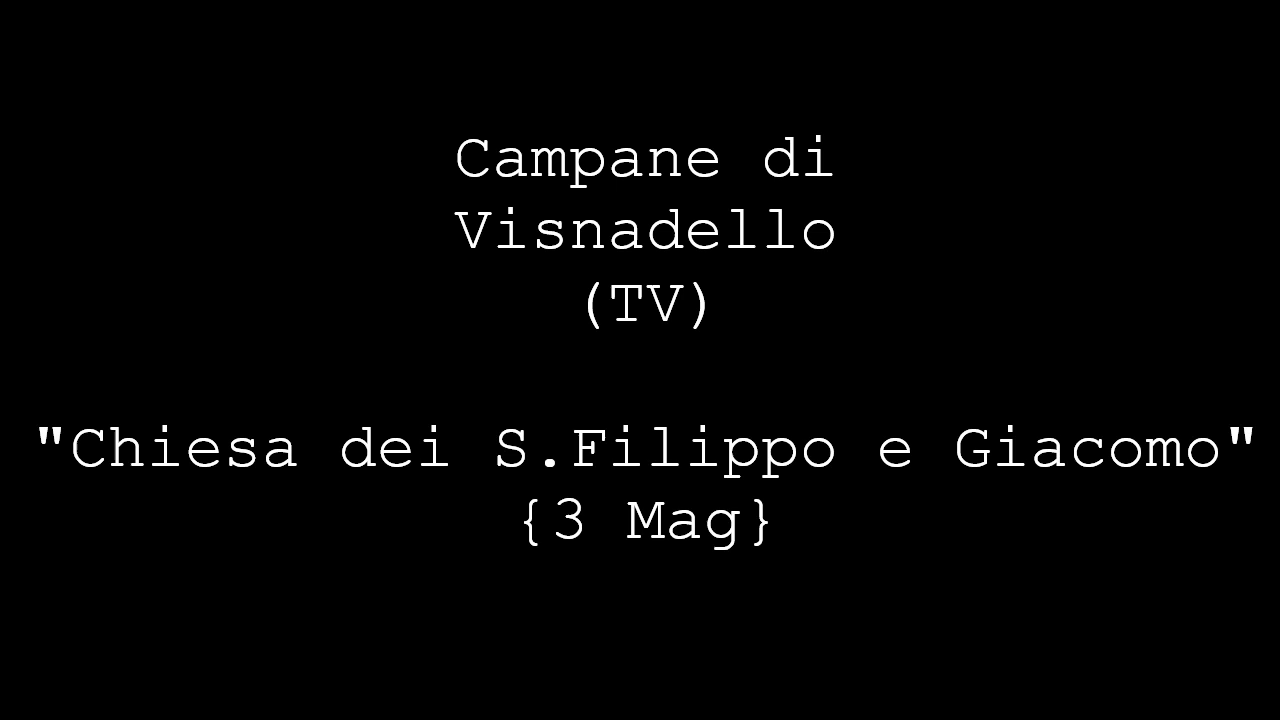 Campane di
Visnadello
(TV)
"Chiesa dei S.Filippo e Giacomo"
{3 Mag}